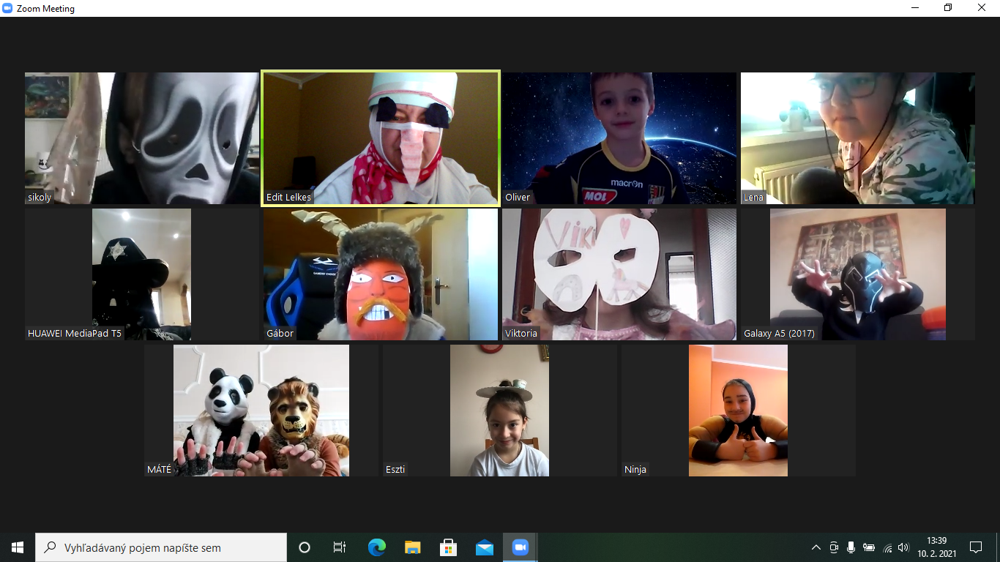 Zoom Meeting
sikoly
Edit Lelkes
macron
MOL
Oliver
Lena
HUAWEI MediaPad T5
Gábor
Viki
Viktoria
Galaxy A5 (2017)
MÁTÉ
Eszti
Ninja
Vyhľadávaný pojem napíšte sem
13:39
10. 2. 2021